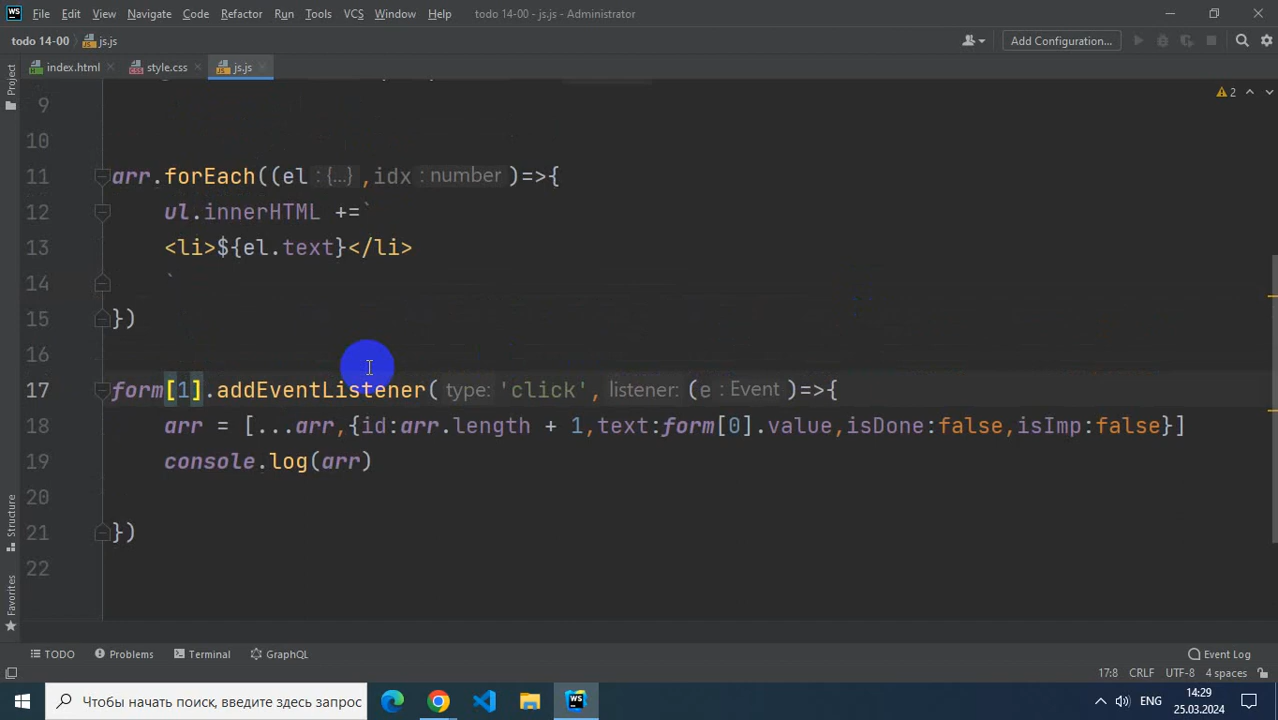 WS File Edit View Navigate Code Refactor Run Tools VCS Window Help todo 14-00 - js.js - Administrator
todo 14-00 js.js Add Configuration...
index.html style.css js.js
Project
2
9
10
11 arr.forEach((el : {...} ,idx : number )=>{
12 ul.innerHTML +=`
13 <li>${el.text}</li>
14 `
15 })
16
17 form[1].addEventListener( type: 'click', listener: (e : Event )=>{
18 arr = [...arr,{id:arr.length + 1,text:form[0].value,isDone:false,isImp:false}]
19 console.log(arr)
20
21 })
22
Structure
Favorites
TODO Problems Terminal GraphQL Event Log
17:8 CRLF UTF-8 4 spaces
Чтобы начать поиск, введите здесь запрос WS ENG 14:29
25.03.2024